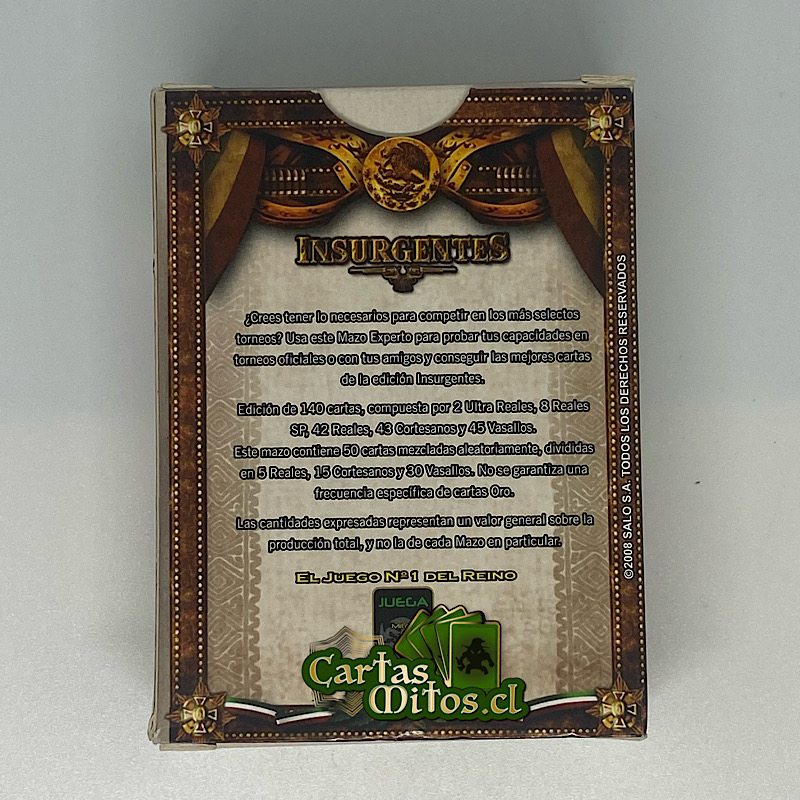 INSURGENTES
¿Crees tener lo necesarios para competir en los más selectos
torneos? Usa este Mazo Experto para probar tus capacidades en
torneos oficiales o con tus amigos y conseguir las mejores cartas
de la edición Insurgentes.
Edición de 140 cartas, compuesta por 2 Ultra Reales, 8 Reales
SP, 42 Reales, 43 Cortesanos y 45 Vasallos.
Este mazo contiene 50 cartas mezcladas aleatoriamente, divididas
en 5 Reales, 15 Cortesanos y 30 Vasallos. No se garantiza una
frecuencia específica de cartas Oro.
Las cantidades expresadas representan un valor general sobre la
producción total, y no la de cada Mazo en particular.
EL JUEGO Nº 1 DEL REINO
JUEGA
Cartas
Mitos.cl
©2008 SALO S.A. TODOS LOS DERECHOS RESERVADOS